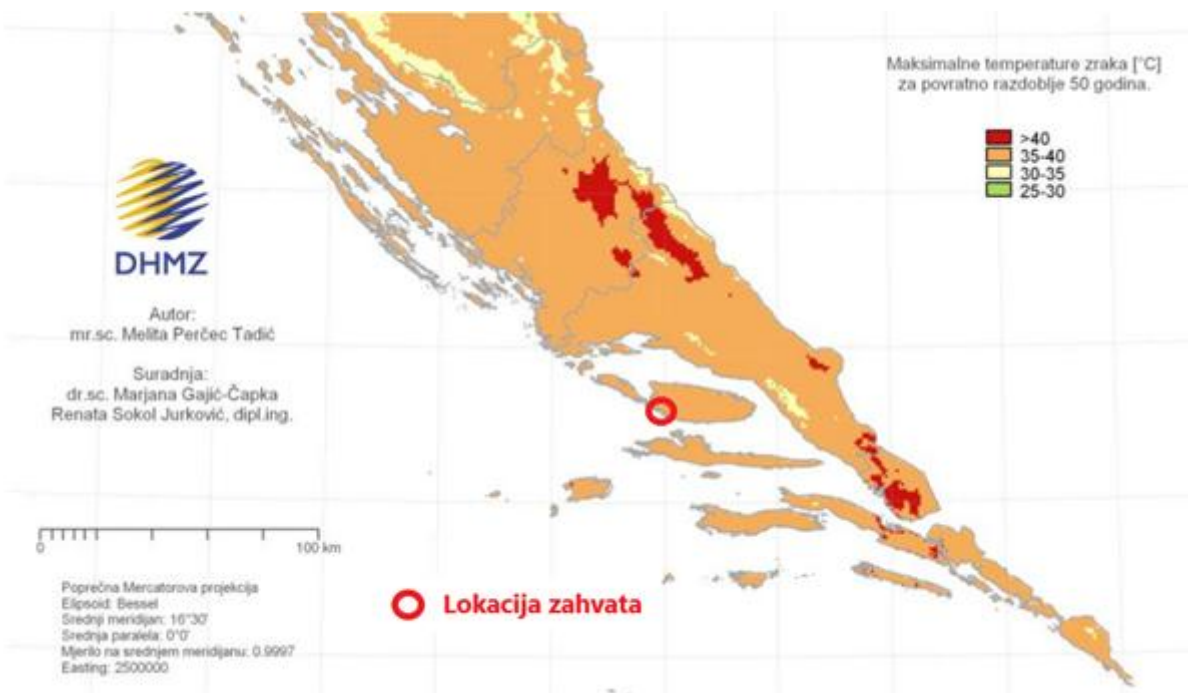 Maksimalne temperature zraka [°C]
za povratno razdoblje 50 godina.
>40
35-40
30-35
25-30
DHMZ
Autor:
mr.sc. Melita Perčec Tadić
Suradnja:
dr.sc. Marjana Gajić-Čapka
Renata Sokol Jurković, dipl.ing.
0
100 km
Poprečna Mercatorova projekcija
Elipsoid: Bessel
Srednji meridijan: 16°30'
Srednja paralela: 0°0'
Mjerilo na srednjem meridijanu: 0.9997
Easting: 2500000
Lokacija zahvata